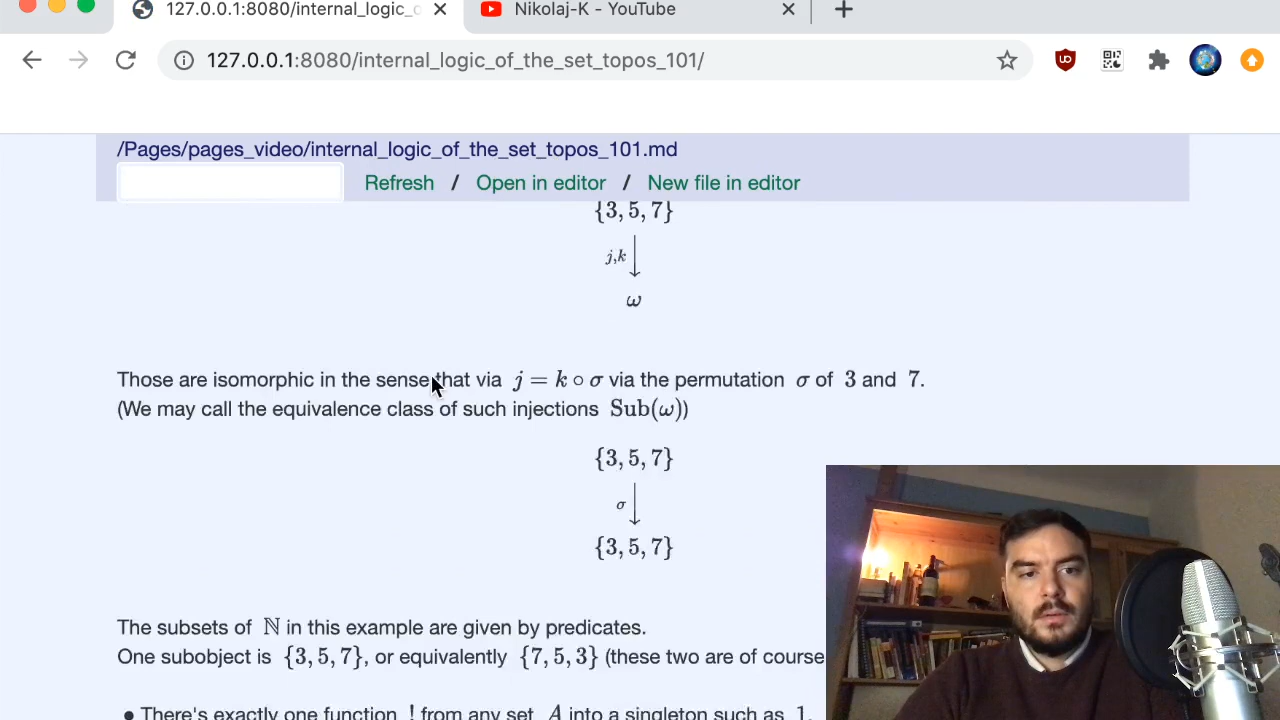 127.0.0.1:8080/internal_logic_c
Nikolaj-K - YouTube
127.0.0.1:8080/internal_logic_of_the_set_topos_101/
/Pages/pages_video/internal_logic_of_the_set_topos_101.md
Refresh / Open in editor / New file in editor
{3, 5, 7}
j,k
ω
Those are isomorphic in the sense that via j = k ∘ σ via the permutation σ of 3 and 7.
(We may call the equivalence class of such injections Sub(ω))
{3, 5, 7}
σ
{3, 5, 7}
The subsets of ℕ in this example are given by predicates.
One subobject is {3, 5, 7}, or equivalently {7, 5, 3} (these two are of course
• There's exactly one function ! from any set A into a singleton such as 1.